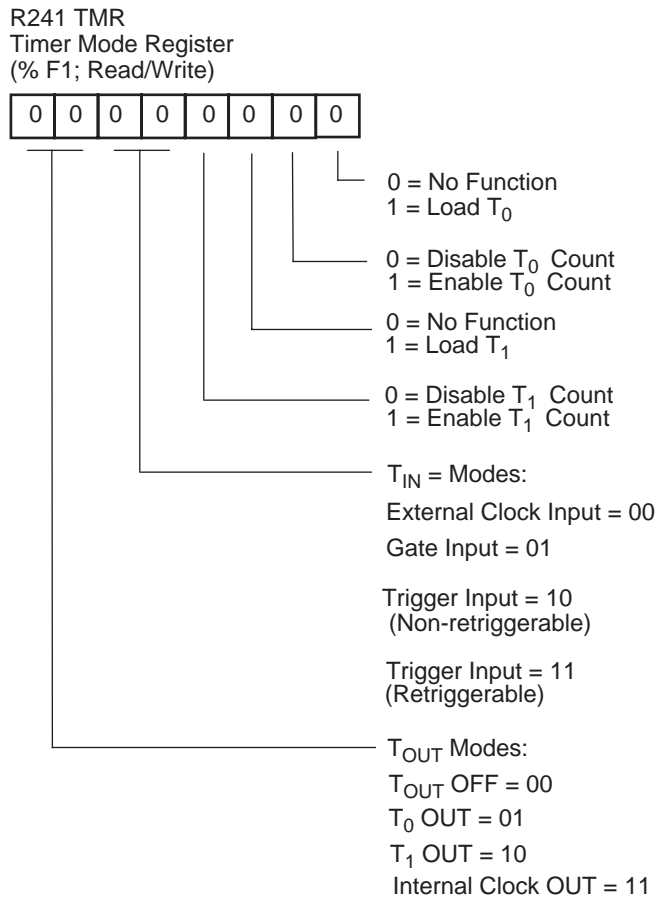 R241 TMR
Timer Mode Register
(% F1; Read/Write)
0 0 0 0 0 0 0 0
0 = No Function
1 = Load T0
0 = Disable T0 Count
1 = Enable T0 Count
0 = No Function
1 = Load T1
0 = Disable T1 Count
1 = Enable T1 Count
TIN = Modes:
External Clock Input = 00
Gate Input = 01
Trigger Input = 10
(Non-retriggerable)
Trigger Input = 11
(Retriggerable)
TOUT Modes:
TOUT OFF = 00
T0 OUT = 01
T1 OUT = 10
Internal Clock OUT = 11